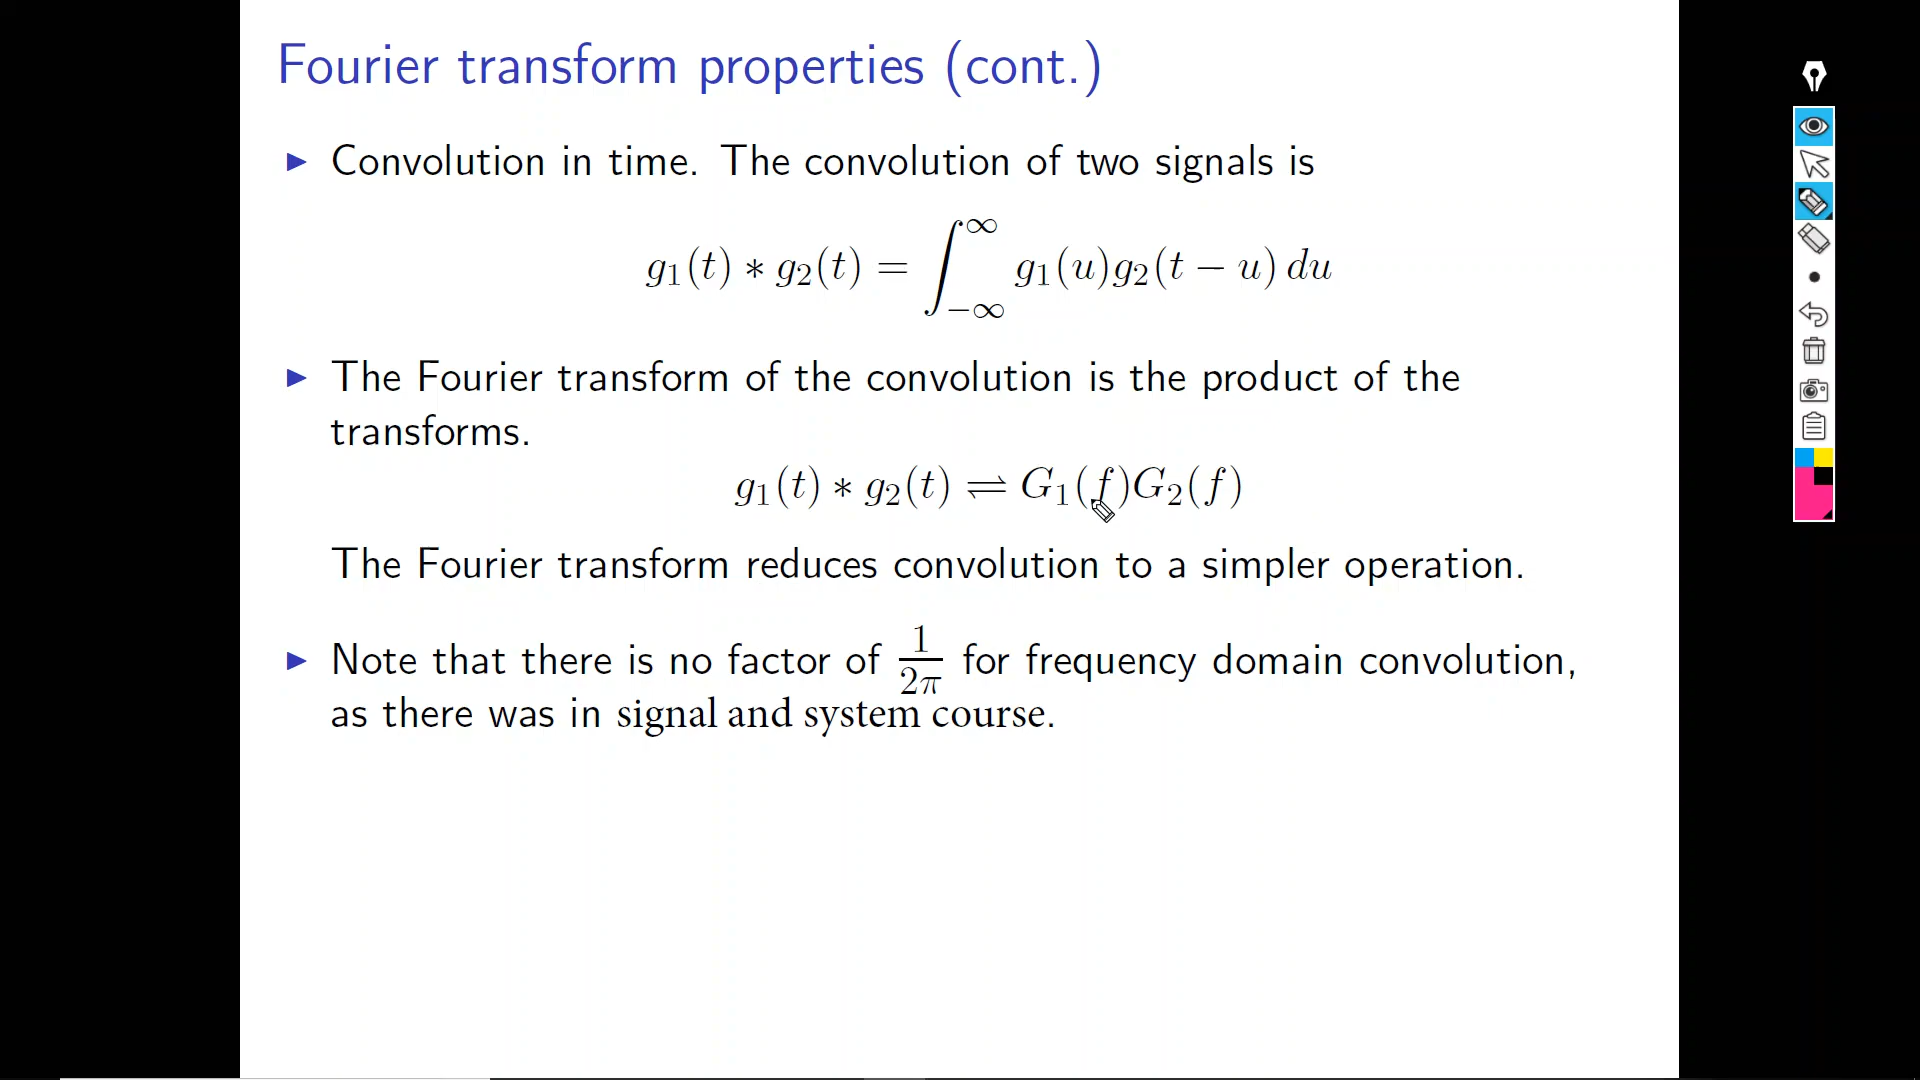 Fourier transform properties (cont.)
▶ Convolution in time. The convolution of two signals is
g₁(t) ∗ g₂(t) = ∫_{−∞}^{∞} g₁(u)g₂(t − u) du
▶ The Fourier transform of the convolution is the product of the
transforms.
g₁(t) ∗ g₂(t) ⇌ G₁(f)G₂(f)
The Fourier transform reduces convolution to a simpler operation.
▶ Note that there is no factor of 1/2π for frequency domain convolution,
as there was in signal and system course.